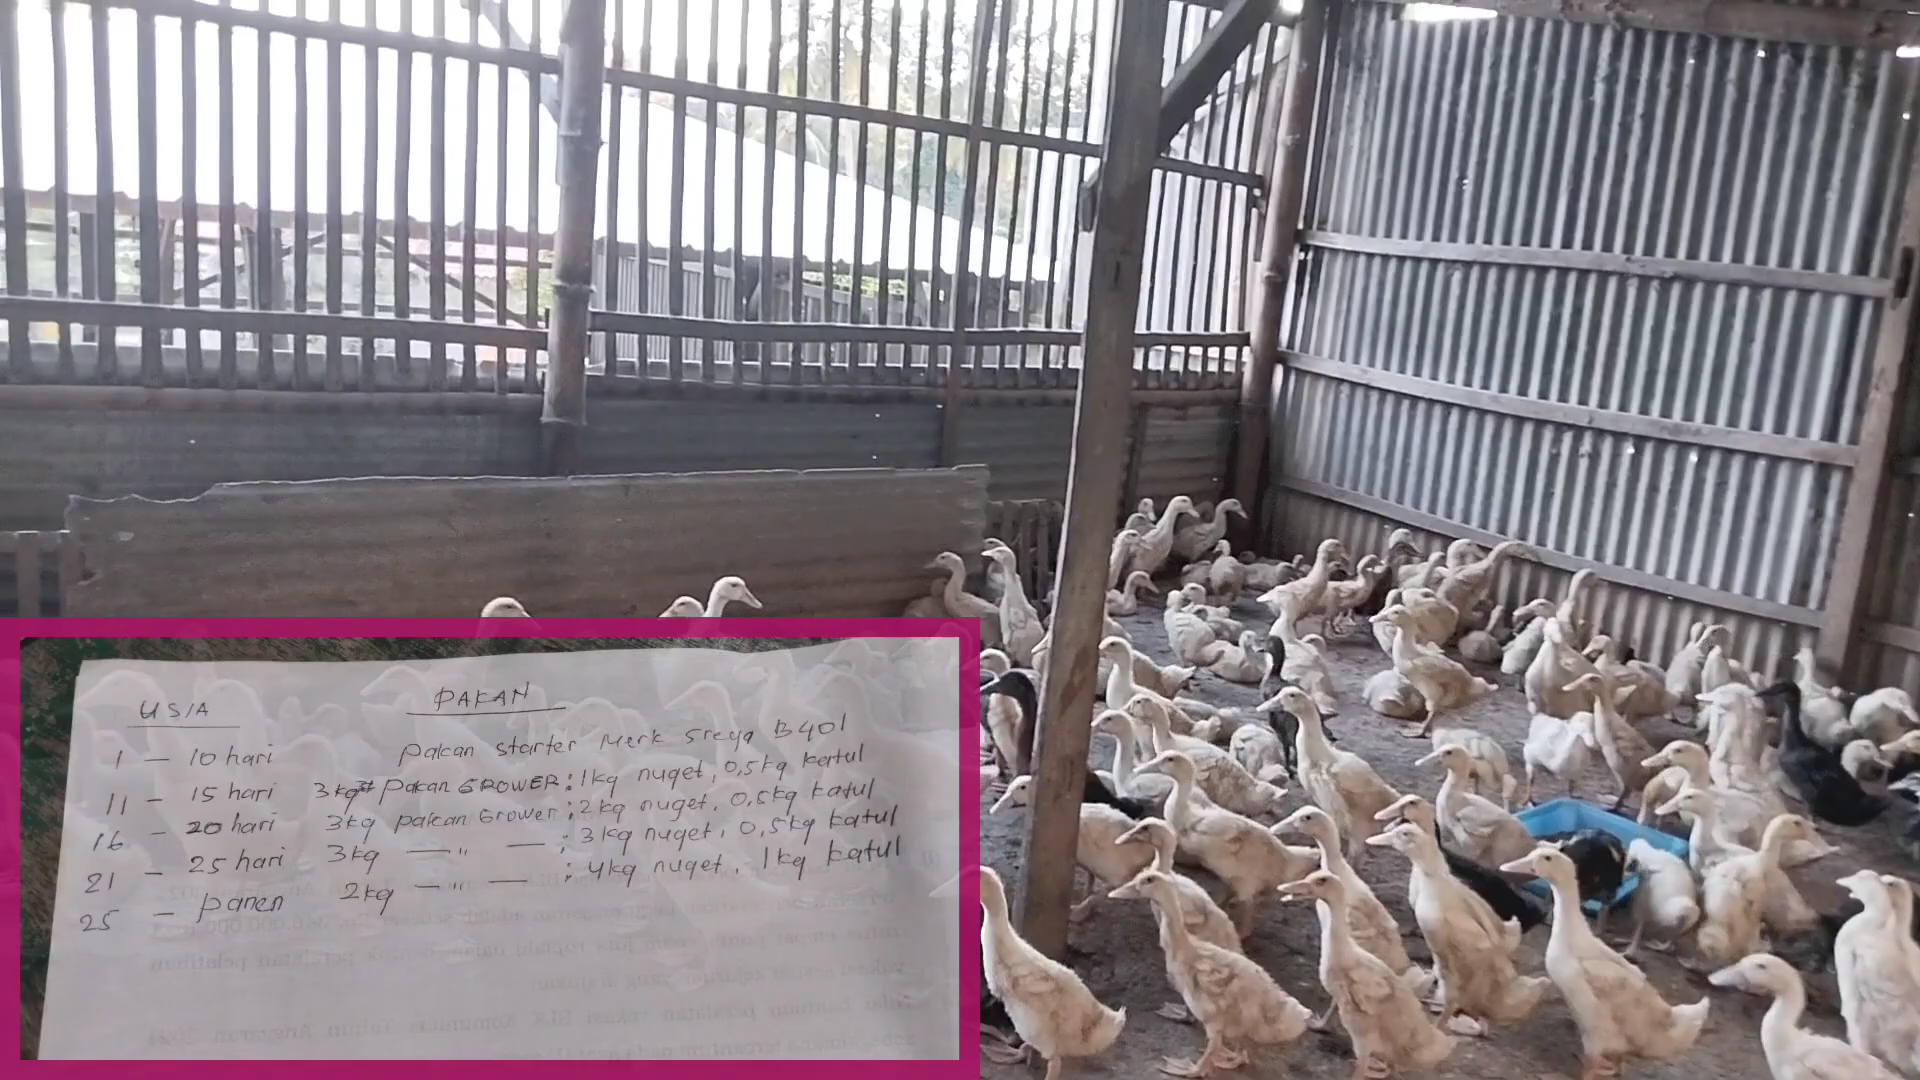 USIA PAKAN
1 - 10 hari pakan starter Merk Sreya B401
11 - 15 hari 3kg pakan GROWER : 1kg nuget, 0,5kg katul
16 - 20 hari 3kg pakan Grower : 2kg nuget, 0,5kg katul
21 - 25 hari 3kg — " — : 3kg nuget, 0,5kg katul
25 - panen 2kg — " — : 4kg nuget, 1kg katul